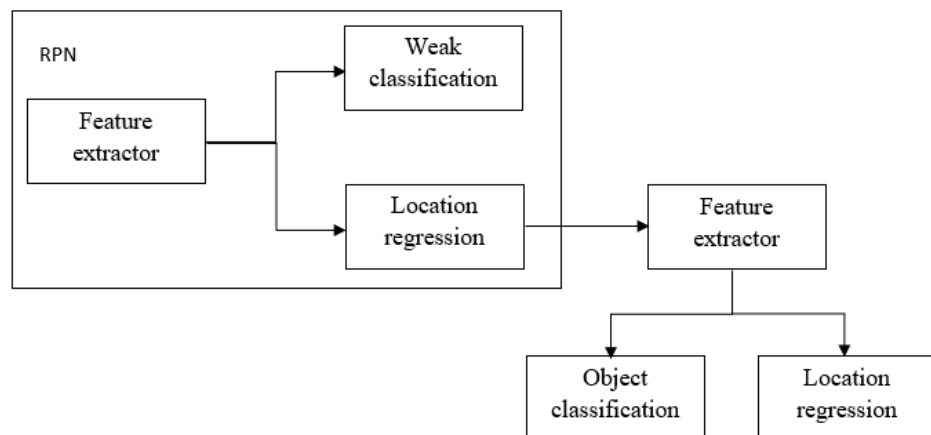 RPN
Weak
classification
Feature
extractor
Location
regression
Feature
extractor
Object
classification
Location
regression